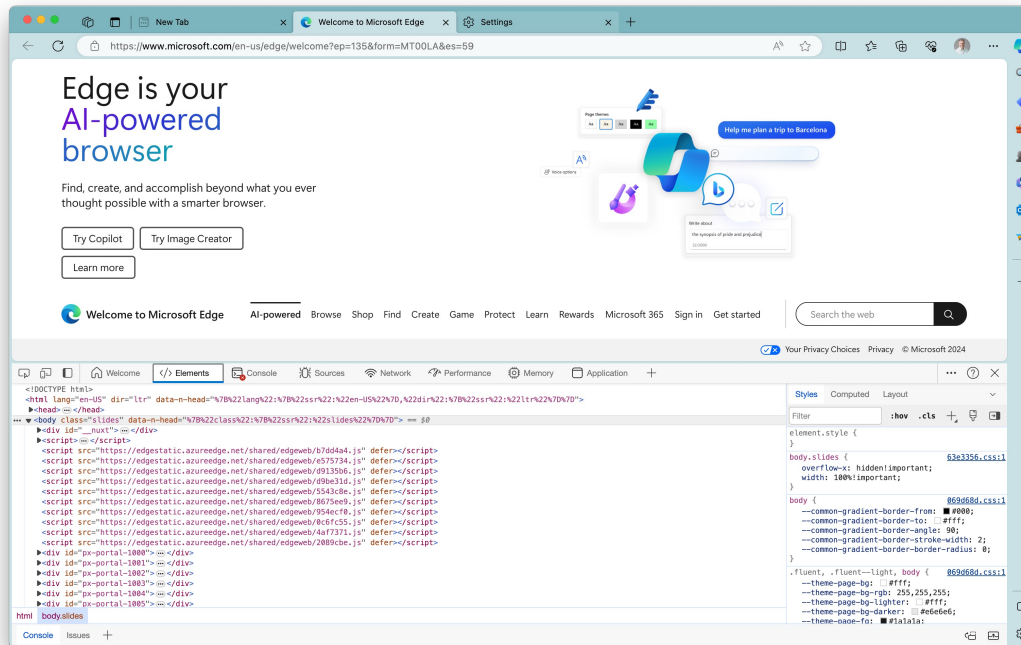 New Tab
Welcome to Microsoft Edge
Settings
https://www.microsoft.com/en-us/edge/welcome?ep=135&form=MT00LA&es=59
Edge is your
AI-powered
browser
Find, create, and accomplish beyond what you ever
thought possible with a smarter browser.
Try Copilot
Try Image Creator
Learn more
Page themes
Aa Aa Aa Aa Aa
Help me plan a trip to Barcelona
Voice options
Write about
the synopsis of pride and prejudice
Welcome to Microsoft Edge
AI-powered Browse Shop Find Create Game Protect Learn Rewards Microsoft 365 Sign in Get started
Search the web
Your Privacy Choices Privacy © Microsoft 2024
Welcome </> Elements Console Sources Network Performance Memory Application
<!DOCTYPE html>
<html lang="en-US" dir="ltr" data-n-head="%7B%22lang%22:%7B%22ssr%22:%22en-US%22%7D,%22dir%22:%7B%22ssr%22:%22ltr%22%7D%7D">
<head> … </head>
<body class="slides" data-n-head="%7B%22class%22:%7B%22ssr%22:%22slides%22%7D%7D"> == $0
<div id="__nuxt"> … </div>
<script> … </script>
<script src="https://edgestatic.azureedge.net/shared/edgeweb/b7dd4a4.js" defer></script>
<script src="https://edgestatic.azureedge.net/shared/edgeweb/e575734.js" defer></script>
<script src="https://edgestatic.azureedge.net/shared/edgeweb/d9135b6.js" defer></script>
<script src="https://edgestatic.azureedge.net/shared/edgeweb/d9be31d.js" defer></script>
<script src="https://edgestatic.azureedge.net/shared/edgeweb/5543c8e.js" defer></script>
<script src="https://edgestatic.azureedge.net/shared/edgeweb/8675ee9.js" defer></script>
<script src="https://edgestatic.azureedge.net/shared/edgeweb/954ecf0.js" defer></script>
<script src="https://edgestatic.azureedge.net/shared/edgeweb/0c6fc55.js" defer></script>
<script src="https://edgestatic.azureedge.net/shared/edgeweb/4af7371.js" defer></script>
<script src="https://edgestatic.azureedge.net/shared/edgeweb/2089cbe.js" defer></script>
<div id="px-portal-1000"> … </div>
<div id="px-portal-1001"> … </div>
<div id="px-portal-1002"> … </div>
<div id="px-portal-1003"> … </div>
<div id="px-portal-1004"> … </div>
<div id="px-portal-1005"> … </div>
html body.slides
Console Issues
Styles Computed Layout
Filter :hov .cls
element.style {
}
body.slides { 63e3356.css:1
overflow-x: hidden!important;
width: 100%!important;
}
body { 069d68d.css:1
--common-gradient-border-from: #000;
--common-gradient-border-to: #fff;
--common-gradient-border-angle: 90;
--common-gradient-border-stroke-width: 2;
--common-gradient-border-border-radius: 0;
}
.fluent, .fluent--light, body { 069d68d.css:1
--theme-page-bg: #fff;
--theme-page-bg-rgb: 255,255,255;
--theme-page-bg-lighter: #fff;
--theme-page-bg-darker: #e6e6e6;
--theme-page-fg: #1a1a1a;